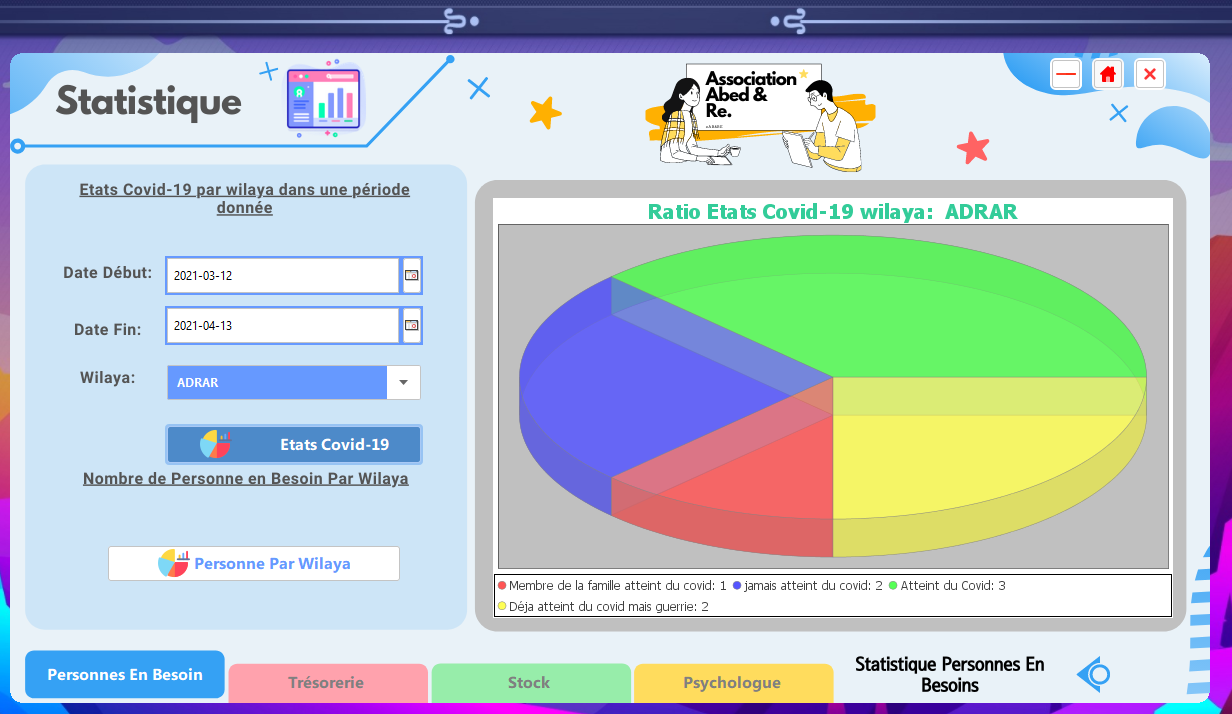 Statistique
Association
Abed &
Re.
Etats Covid-19 par wilaya dans une période
donnée
Date Début:
2021-03-12
Date Fin:
2021-04-13
Wilaya:
ADRAR
Etats Covid-19
Nombre de Personne en Besoin Par Wilaya
Personne Par Wilaya
Ratio Etats Covid-19 wilaya: ADRAR
Membre de la famille atteint du covid: 1 jamais atteint du covid: 2 Atteint du Covid: 3
Déja atteint du covid mais guerrie: 2
Personnes En Besoin
Trésorerie
Stock
Psychologue
Statistique Personnes En
Besoins